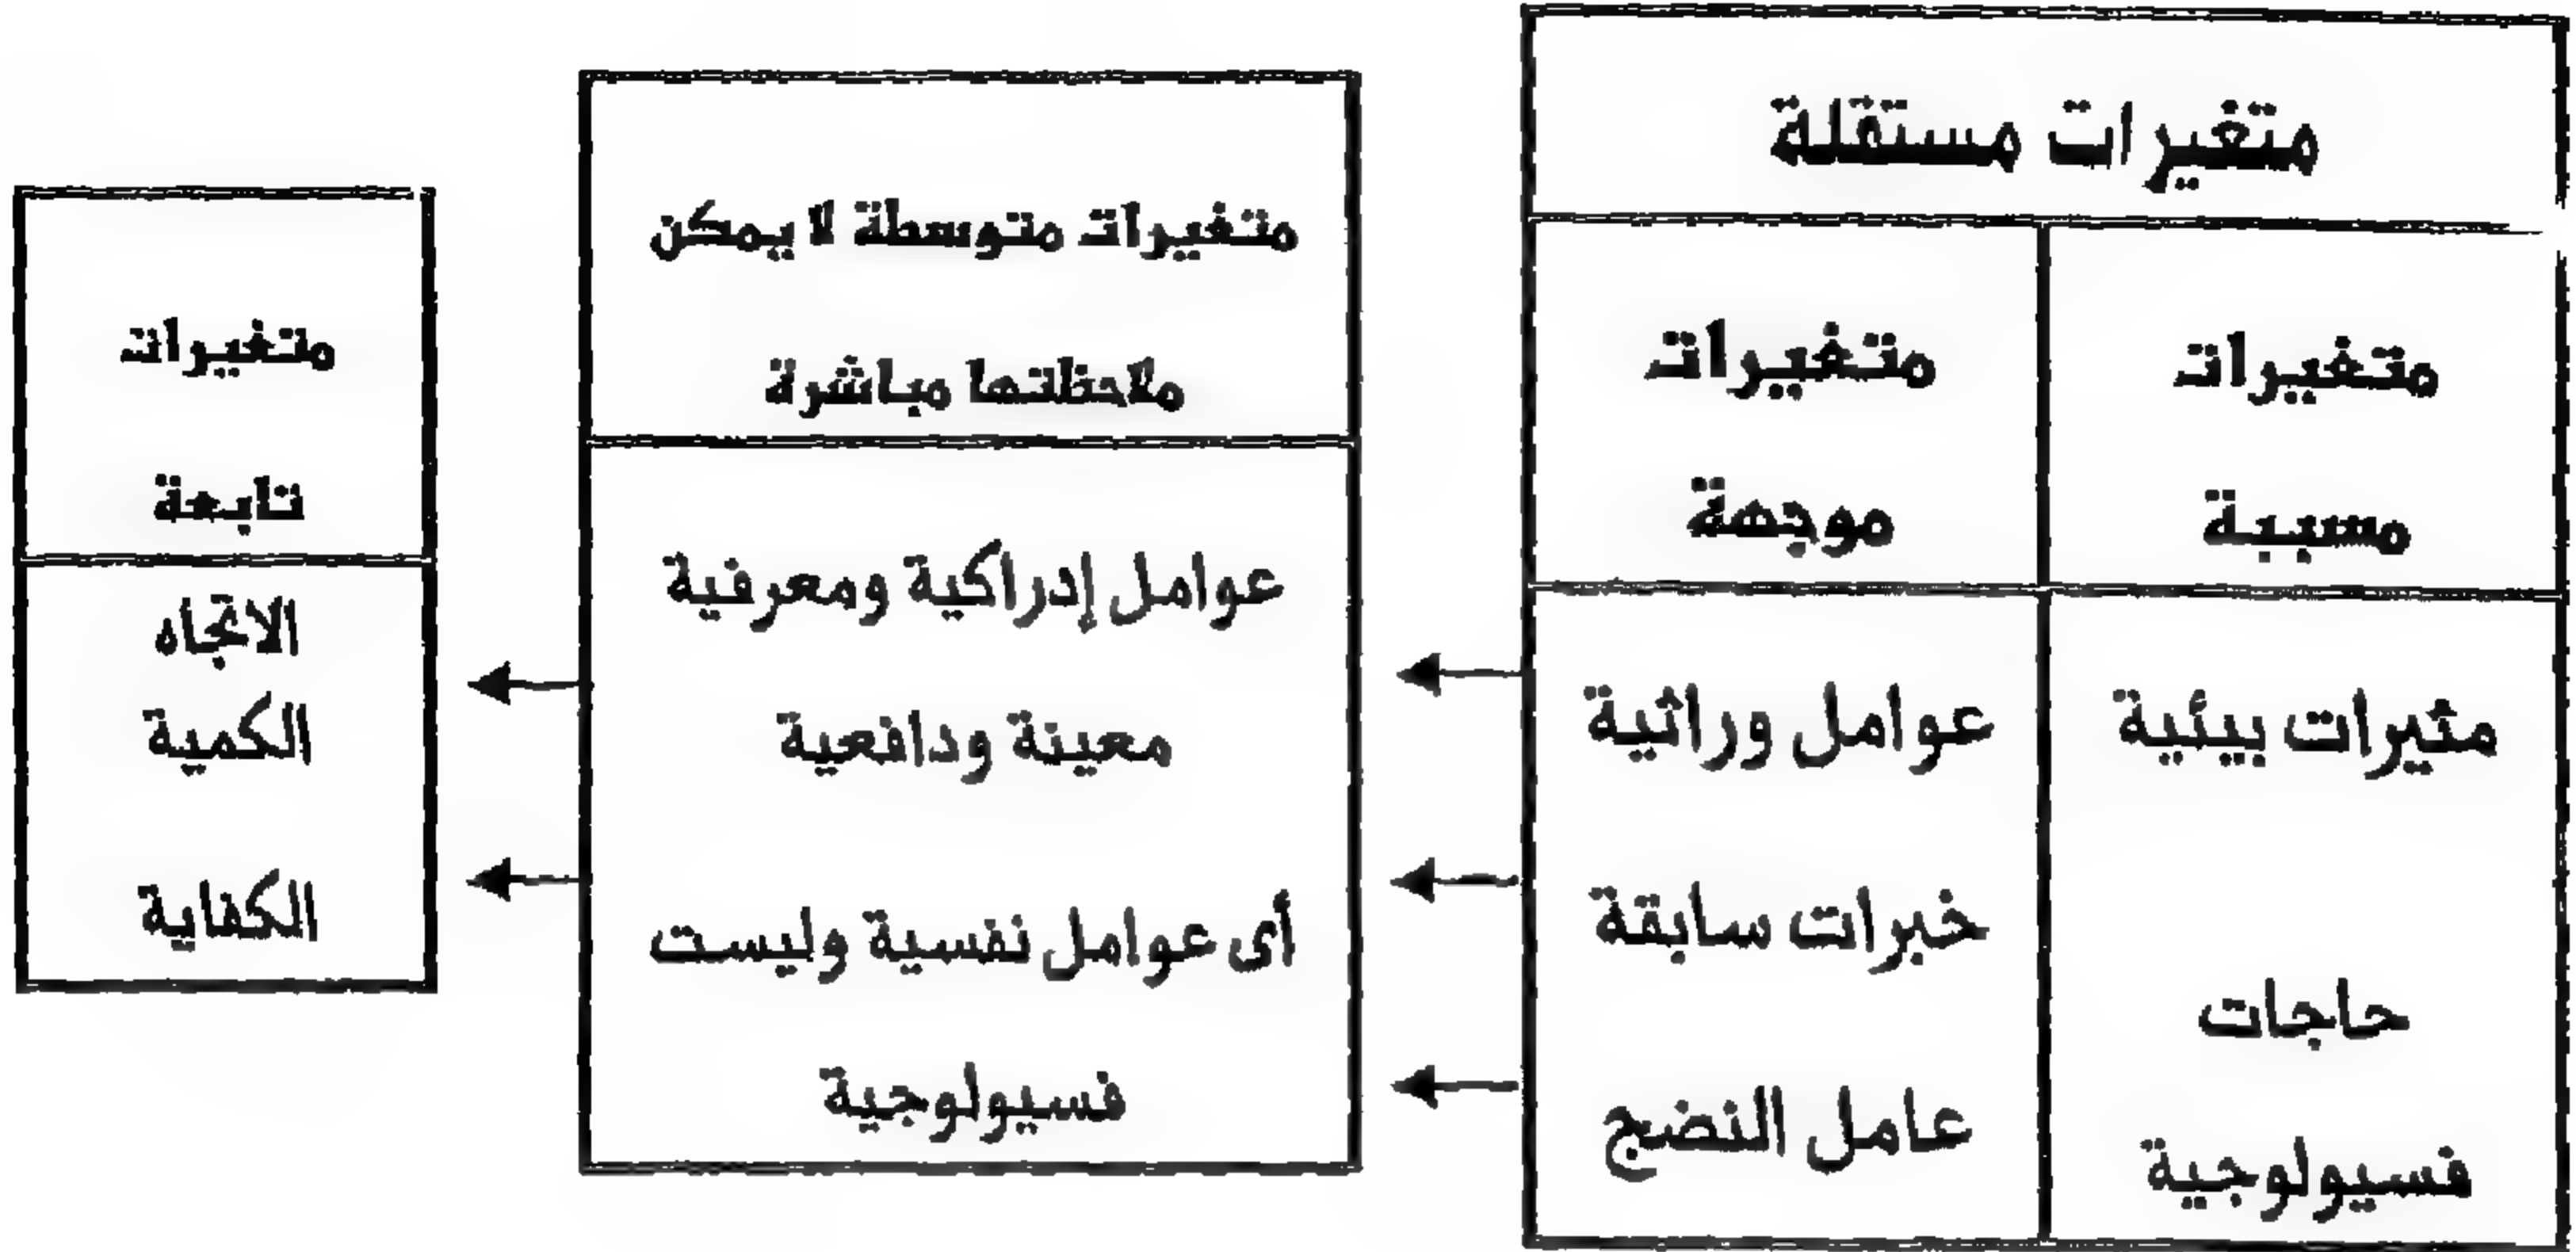 متغيرات مستقلة
متغيرات
مسببة
متغيرات
موجهة
مثيرات بيئية
حاجات
فسيولوجية
عوامل وراثية
خبرات سابقة
عامل النضج
متغيرات متوسطة لا يمكن
ملاحظتها مباشرة
عوامل إدراكية ومعرفية
معينة ودافعية
أى عوامل نفسية وليست
فسيولوجية
متغيرات
تابعة
الاتجاه
الكمية
الكفاية